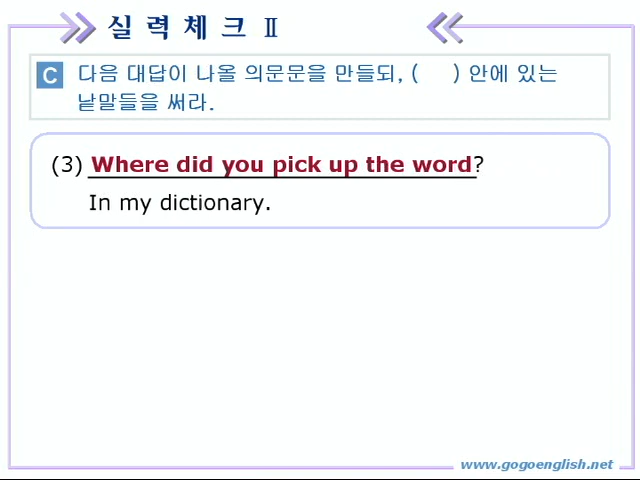 실 력 체 크 Ⅱ
C 다음 대답이 나올 의문문을 만들되, ( ) 안에 있는
낱말들을 써라.
(3) Where did you pick up the word?
In my dictionary.
www.gogoenglish.net